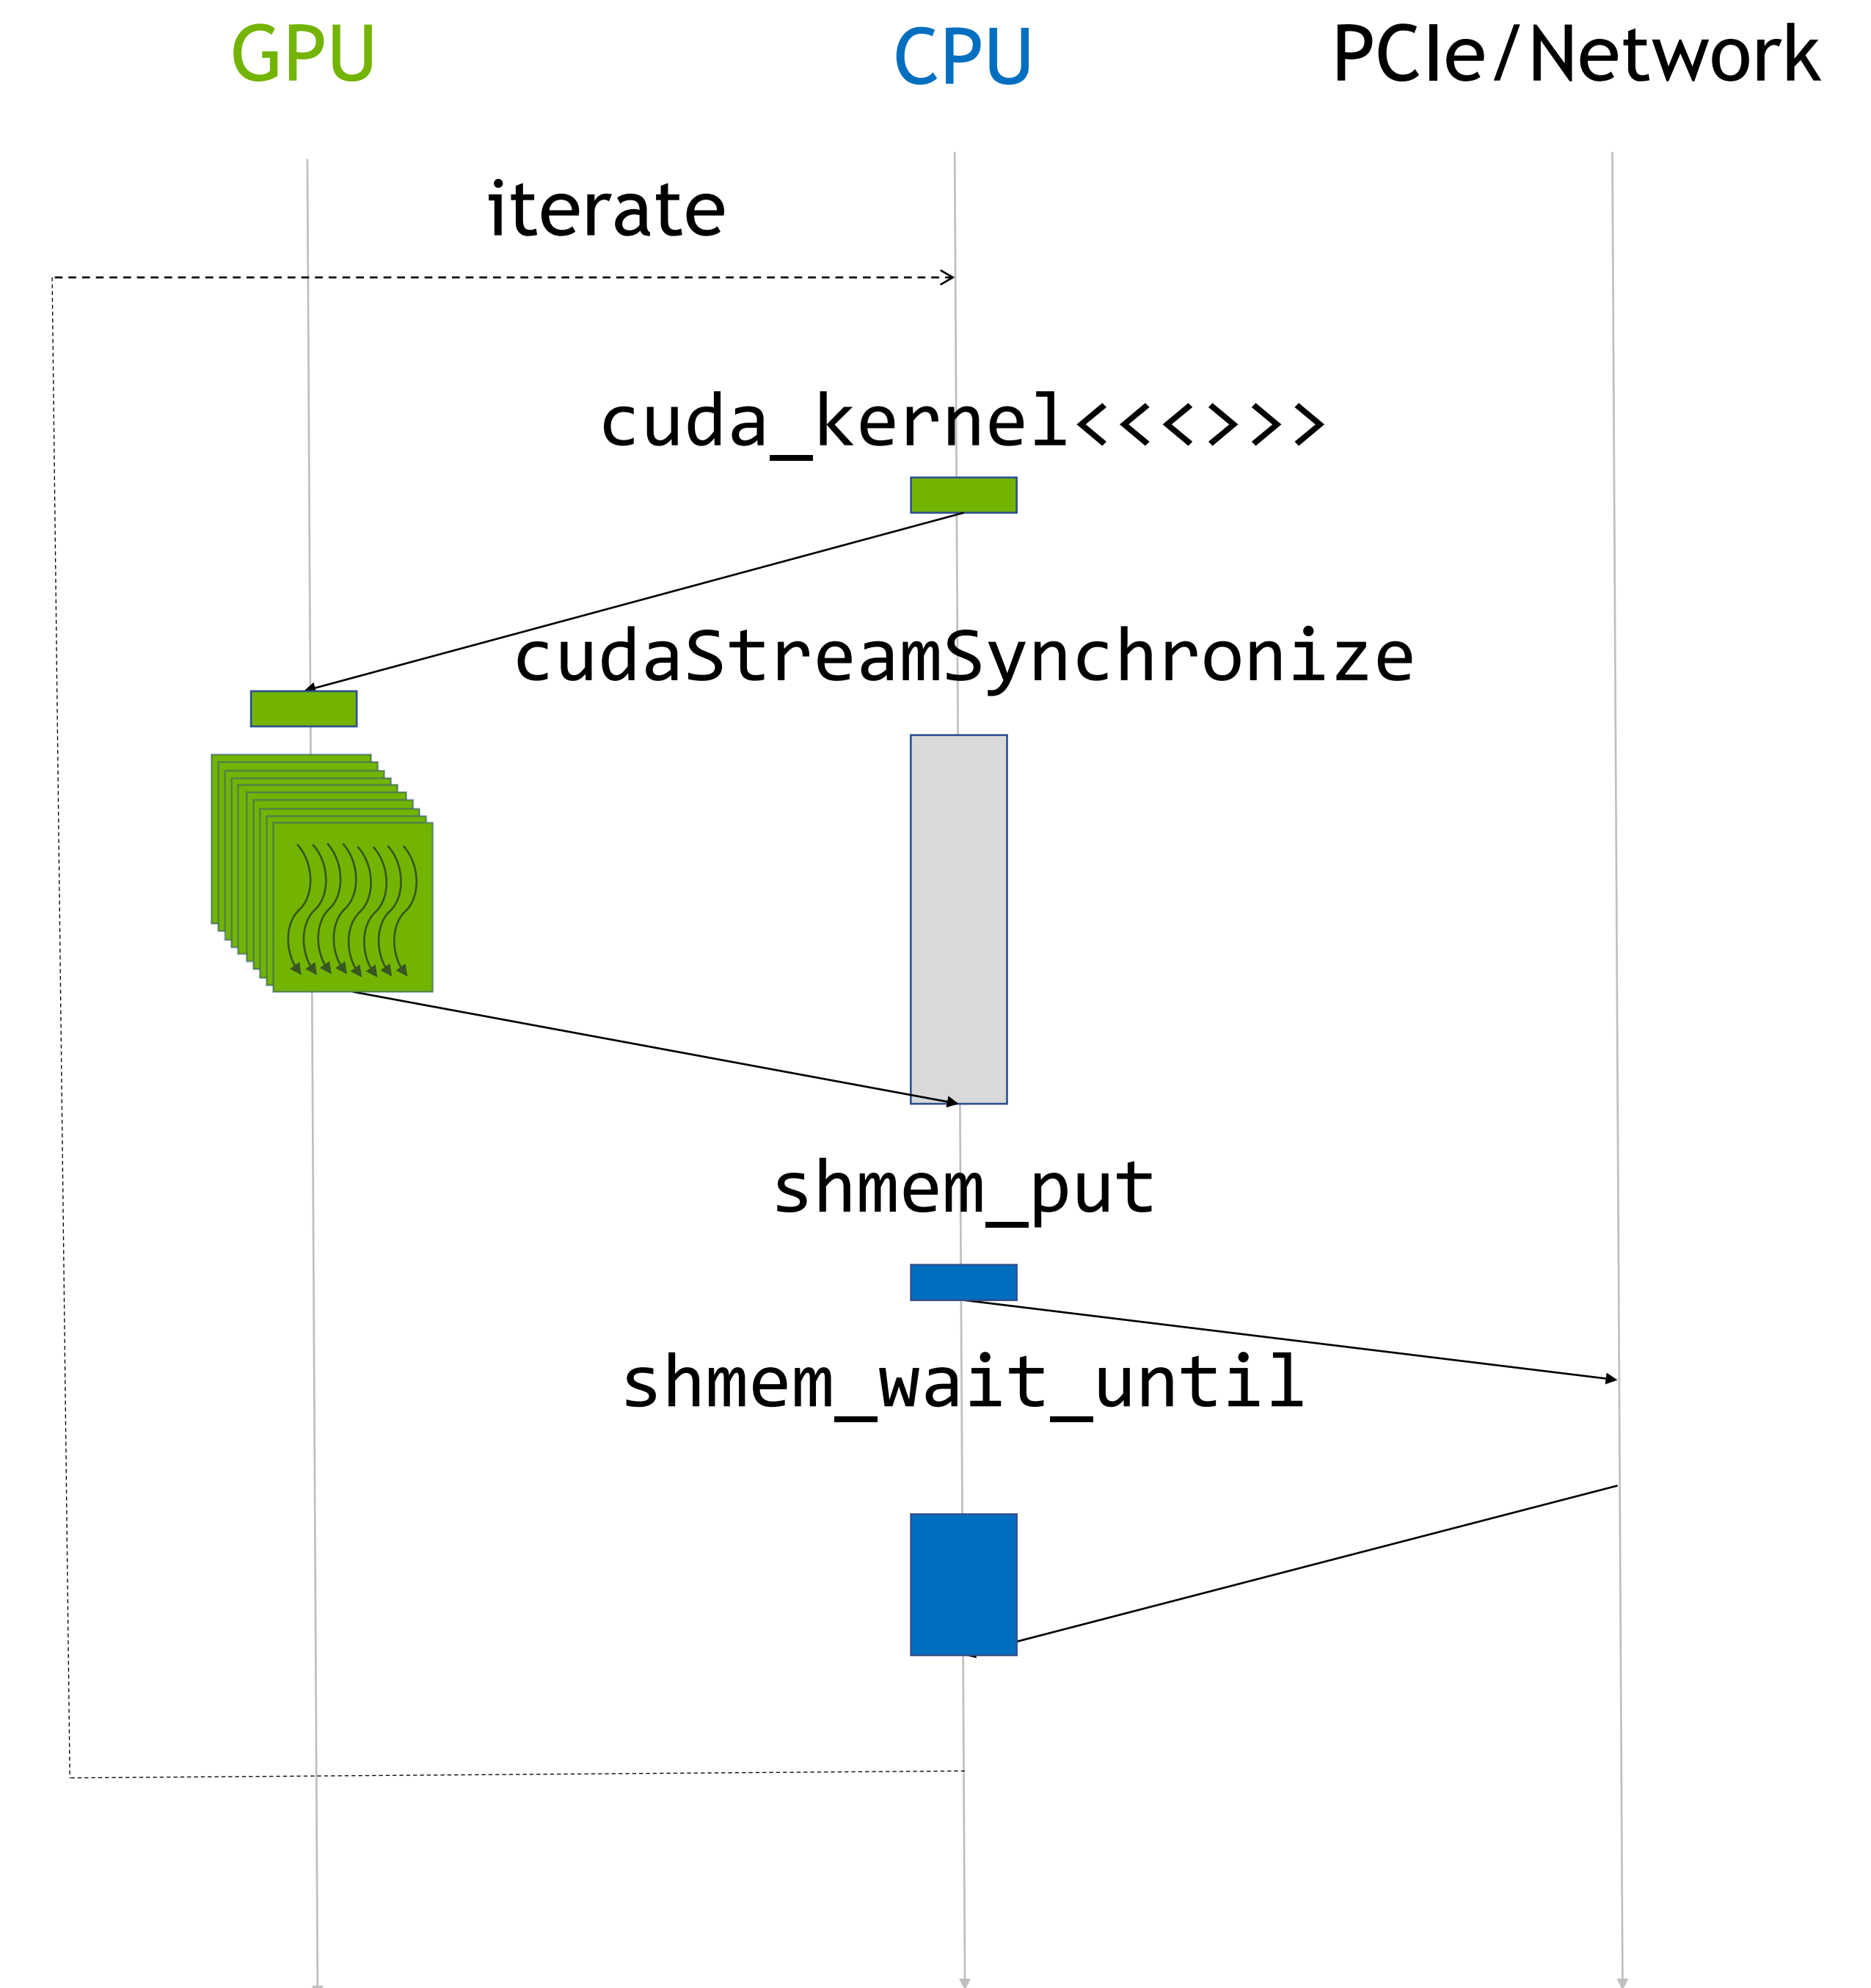 GPU
CPU
PCIe/Network
iterate
cuda_kernel<<<>>>
cudaStreamSynchronize
shmem_put
shmem_wait_until